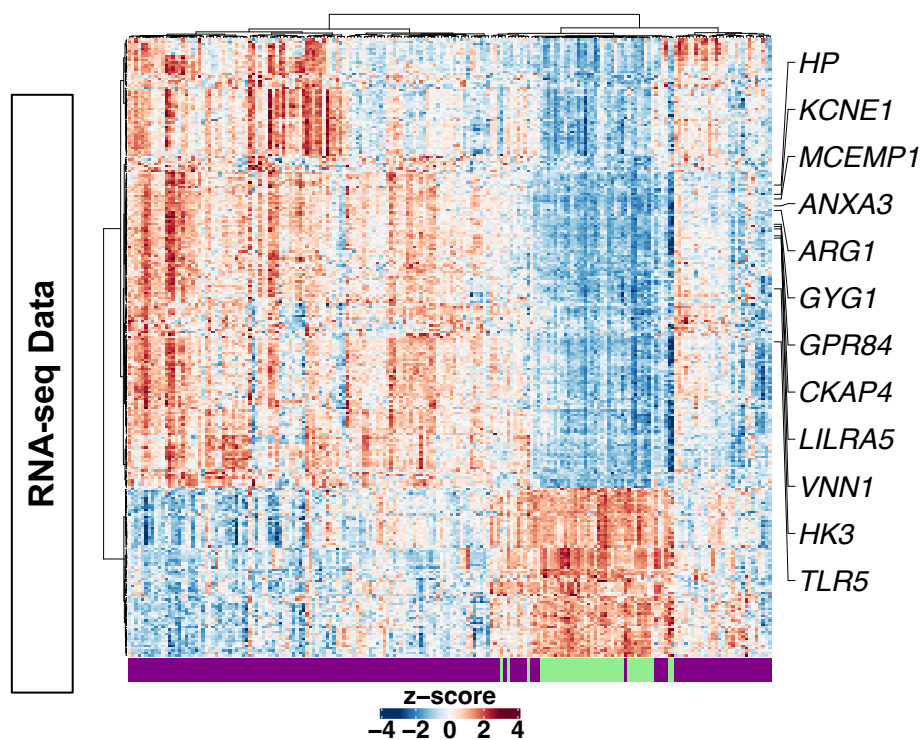 RNA-seq Data
HP
KCNE1
MCEMP1
ANXA3
ARG1
GYG1
GPR84
CKAP4
LILRA5
VNN1
HK3
TLR5
z−score
−4 −2 0 2 4